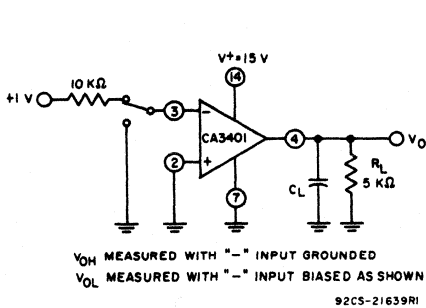 V+=15 V
10 KΩ
+1 V
14
3
−
CA3401
4
VO
2
+
RL
5 KΩ
CL
7
VOH MEASURED WITH "–" INPUT GROUNDED
VOL MEASURED WITH "–" INPUT BIASED AS SHOWN
92CS-21639R1